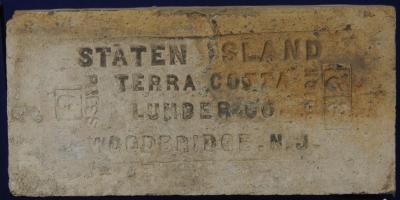 STATEN ISLAND
TERRA COTTA
LUMBER CO
WOODBRIDGE. N.J.